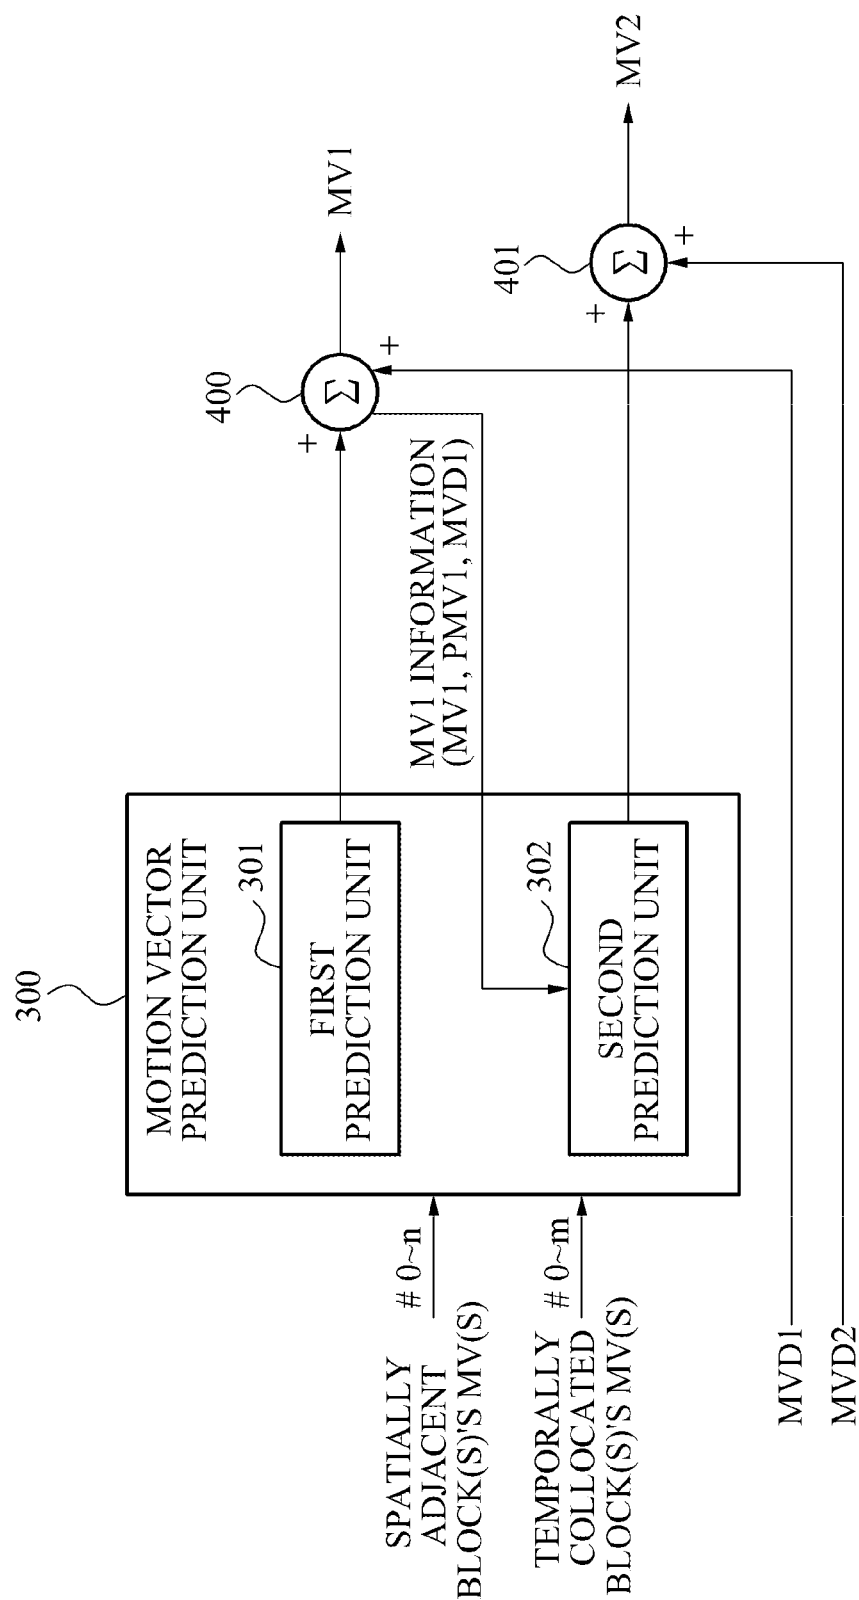 300
MOTION VECTOR
PREDICTION UNIT
301
FIRST
PREDICTION UNIT
302
SECOND
PREDICTION UNIT
SPATIALLY
ADJACENT
BLOCK(S)'S MV(S)
# 0~n
TEMPORALLY
COLLOCATED
BLOCK(S)'S MV(S)
# 0~m
MVD1
MVD2
MV1 INFORMATION
(MV1, PMV1, MVD1)
400
+
Σ
+
MV1
401
+
Σ
+
MV2